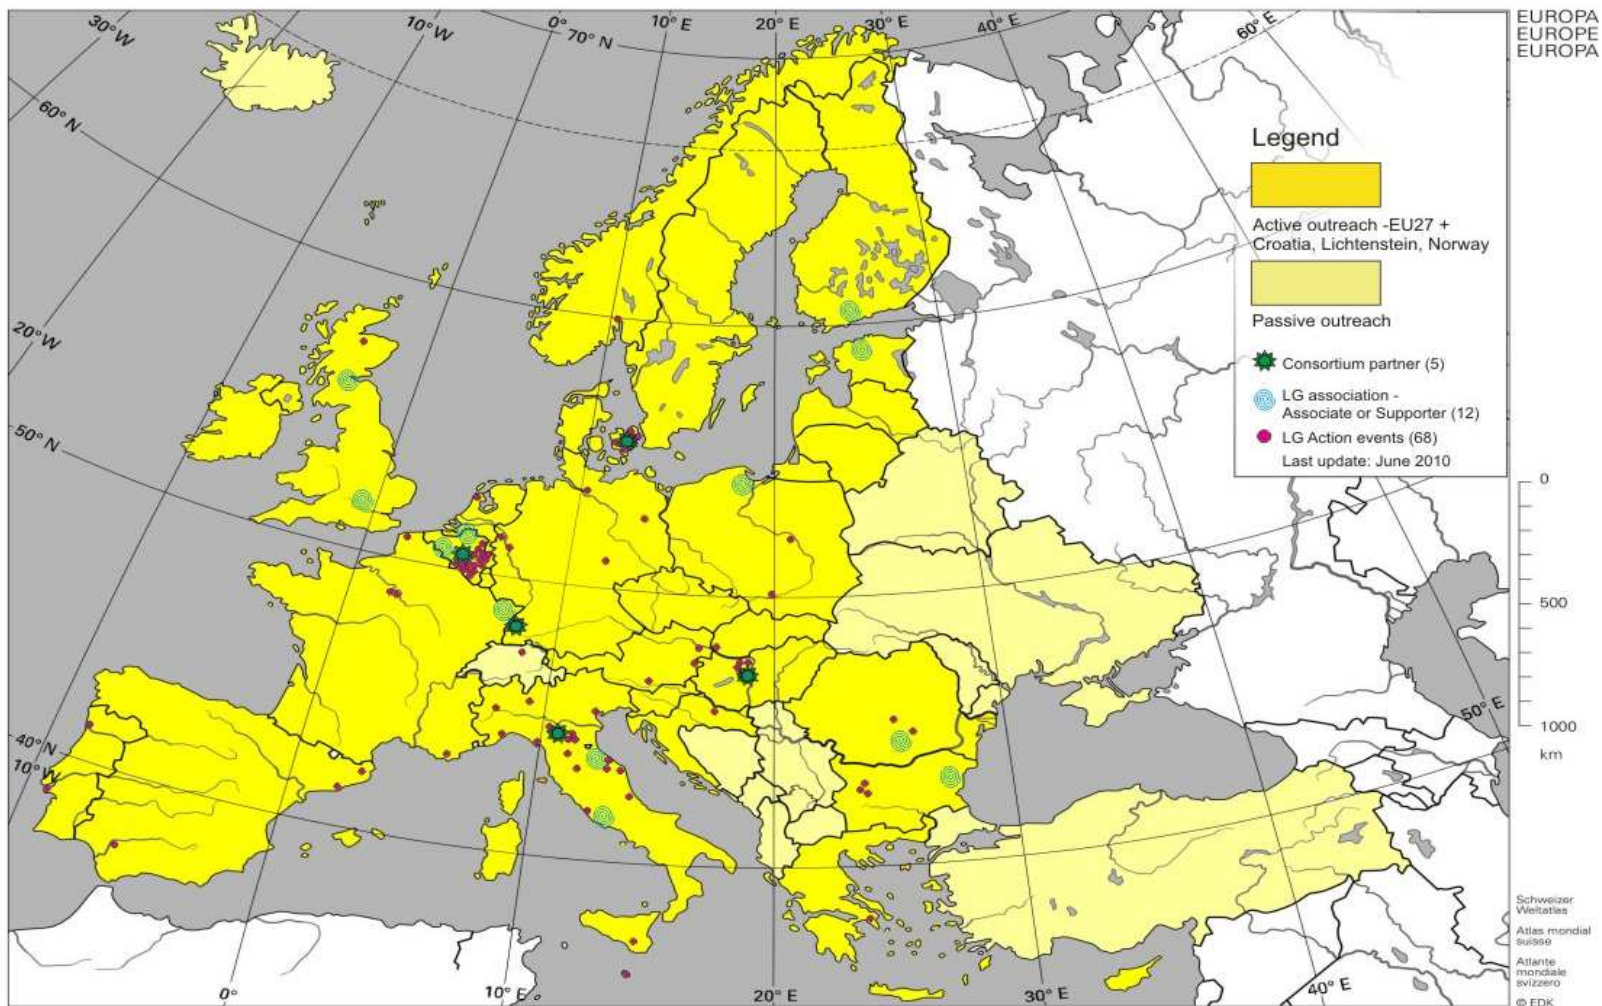 30° W
20° W
10° W
0°
10° E
20° E
30° E
40° E
60° E
70° N
60° N
20° W
50° N
40° N
10° W
50° E
0°
10° E
20° E
30° E
40° E
EUROPA
EUROPE
EUROPA
Legend
Active outreach -EU27 +
Croatia, Lichtenstein, Norway
Passive outreach
Consortium partner (5)
LG association -
Associate or Supporter (12)
LG Action events (68)
Last update: June 2010
0
500
1000
km
Schweizer
Weltatlas
Atlas mondial
suisse
Atlante
mondiale
svizzero
© EDK